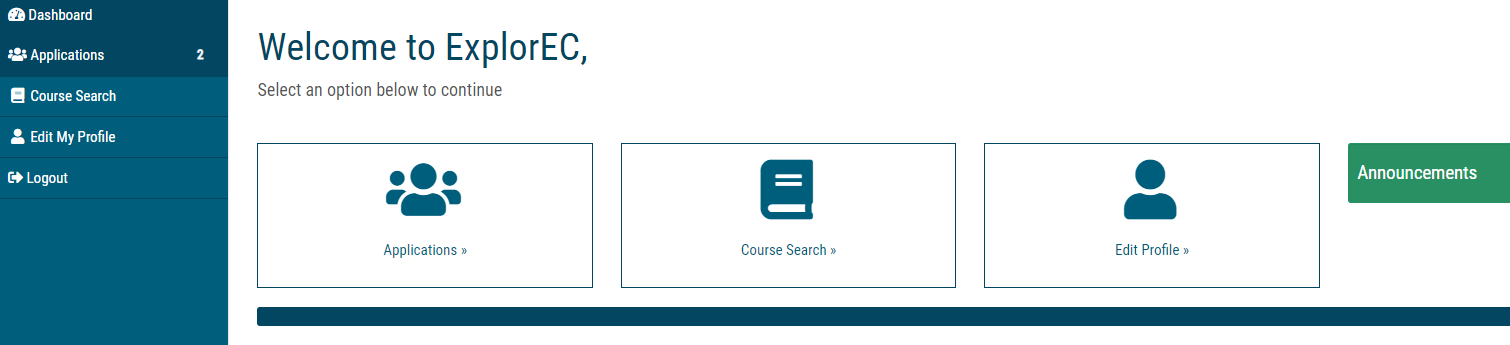 Dashboard
Applications 2
Course Search
Edit My Profile
Logout
Welcome to ExplorEC,
Select an option below to continue
Applications »
Course Search »
Edit Profile »
Announcements